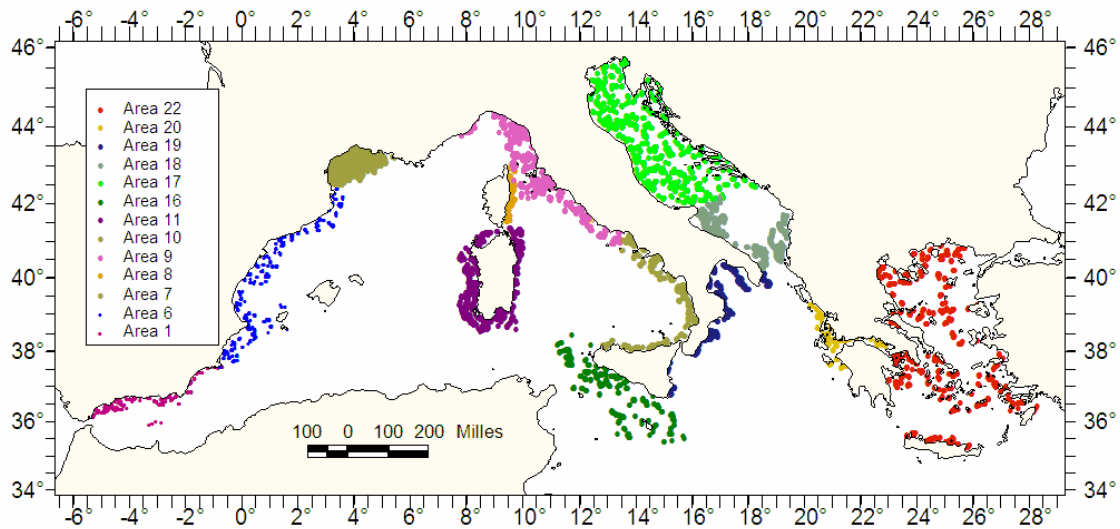 -6° -4° -2° 0 2° 4° 6° 8° 10° 12° 14° 16° 18° 20° 22° 24° 26° 28°
46° 46°
44° 44°
42° 42°
40° 40°
38° 38°
36° 36°
34° 34°
Area 22
Area 20
Area 19
Area 18
Area 17
Area 16
Area 11
Area 10
Area 9
Area 8
Area 7
Area 6
Area 1
100 0 100 200 Milles
-6° -4° -2° 0 2° 4° 6° 8° 10° 12° 14° 16° 18° 20° 22° 24° 26° 28°